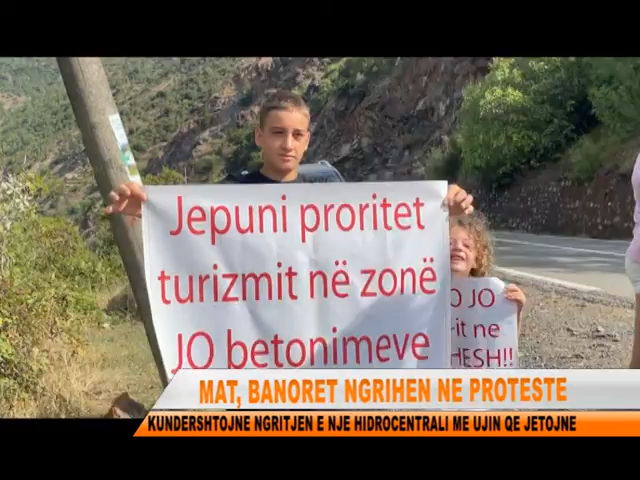 Jepuni proritet
turizmit në zonë
JO betonimeve
O JO
rit ne
HESH!!
MAT, BANORET NGRIHEN NE PROTESTE
KUNDERSHTOJNE NGRITJEN E NJE HIDROCENTRALI ME UJIN QE JETOJNE